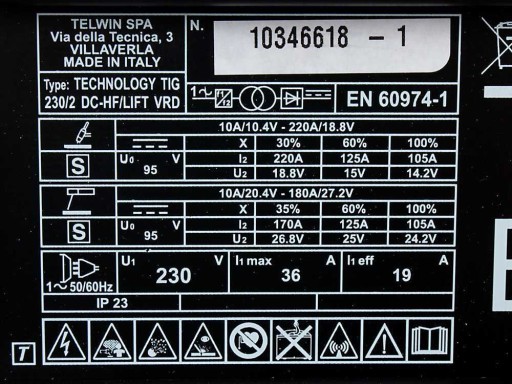 TELWIN SPA
Via della Tecnica, 3
VILLAVERLA
MADE IN ITALY
N. 10346618 - 1
Type: TECHNOLOGY TIG
230/2 DC-HF/LIFT VRD
1~ f1 f2 EN 60974-1
10A/10.4V - 220A/18.8V
X 30% 60% 100%
S U0 95 V I2 220A 125A 105A
U2 18.8V 15V 14.2V
10A/20.4V - 180A/27.2V
X 35% 60% 100%
S U0 95 V I2 170A 125A 105A
U2 26.8V 25V 24.2V
1~ 50/60Hz U1 230 V I1 max 36 A I1 eff 19 A
IP 23
T